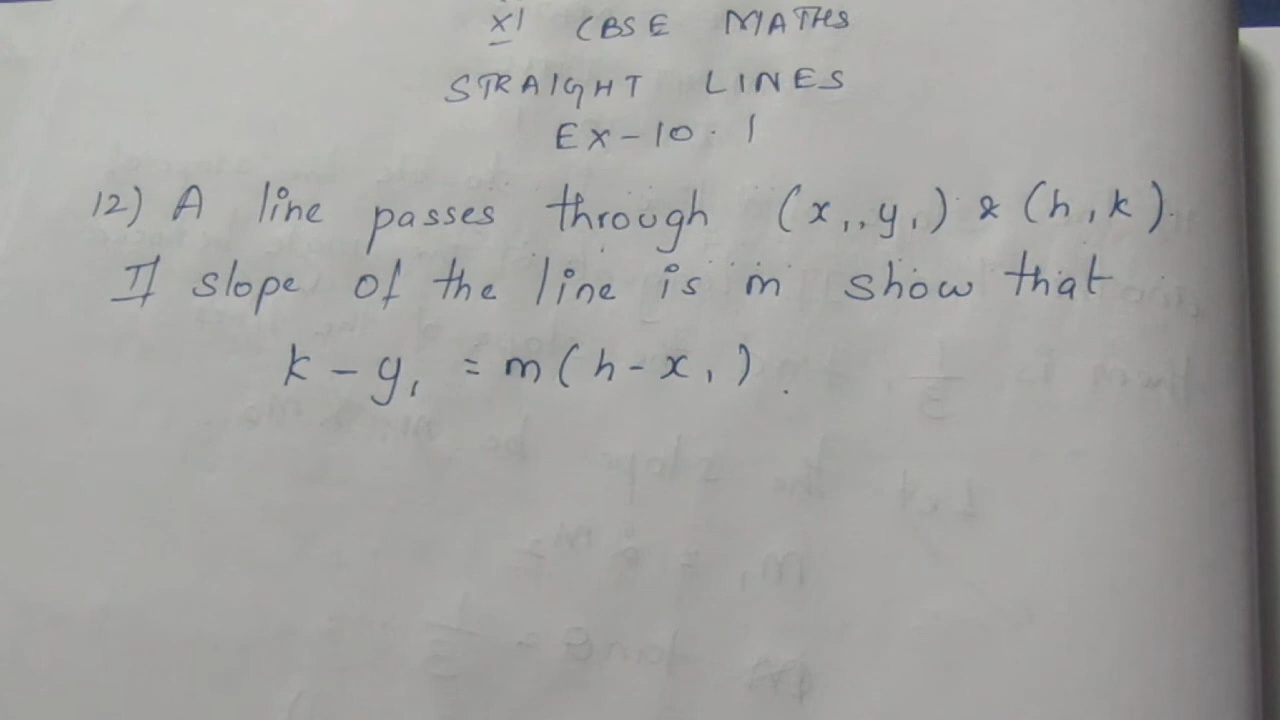 XI CBSE MATHS
STRAIGHT LINES
EX-10.1
12) A line passes through (x₁, y₁) & (h, k).
If slope of the line is m show that
k - y₁ = m(h - x₁).